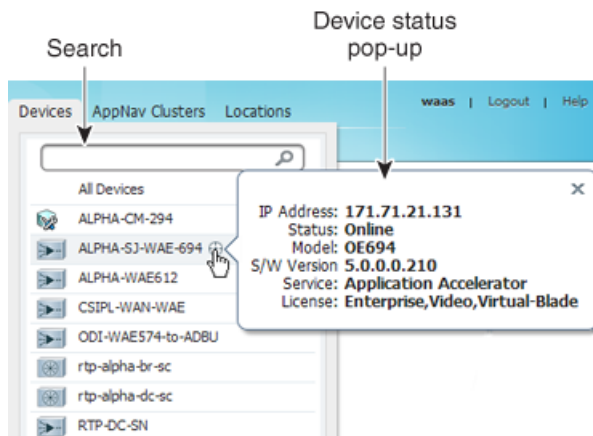 Device status
pop-up
Search
Devices AppNav Clusters Locations
waas | Logout | Help
All Devices
ALPHA-CM-294
ALPHA-SJ-WAE-694
ALPHA-WAE612
CSIPL-WAN-WAE
ODI-WAE574-to-ADBU
rtp-alpha-br-sc
rtp-alpha-dc-sc
RTP-DC-SN
IP Address: 171.71.21.131
Status: Online
Model: OE694
S/W Version 5.0.0.0.210
Service: Application Accelerator
License: Enterprise,Video,Virtual-Blade